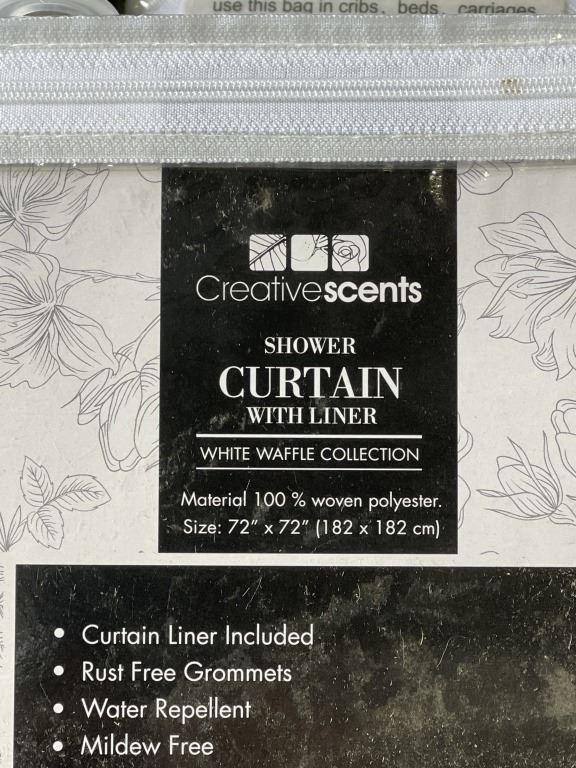 use this bag in cribs, beds, carriages
Creativescents
SHOWER
CURTAIN
WITH LINER
WHITE WAFFLE COLLECTION
Material 100 % woven polyester.
Size: 72" x 72" (182 x 182 cm)
• Curtain Liner Included
• Rust Free Grommets
• Water Repellent
• Mildew Free